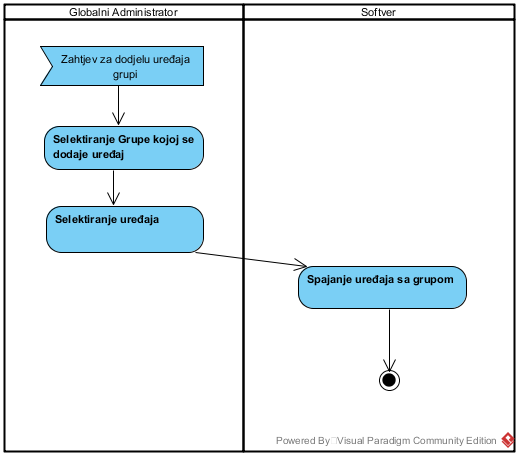 Globalni Administrator
Softver
Zahtjev za dodjelu uređaja
grupi
Selektiranje Grupe kojoj se
dodaje uređaj
Selektiranje uređaja
Spajanje uređaja sa grupom
Powered By Visual Paradigm Community Edition